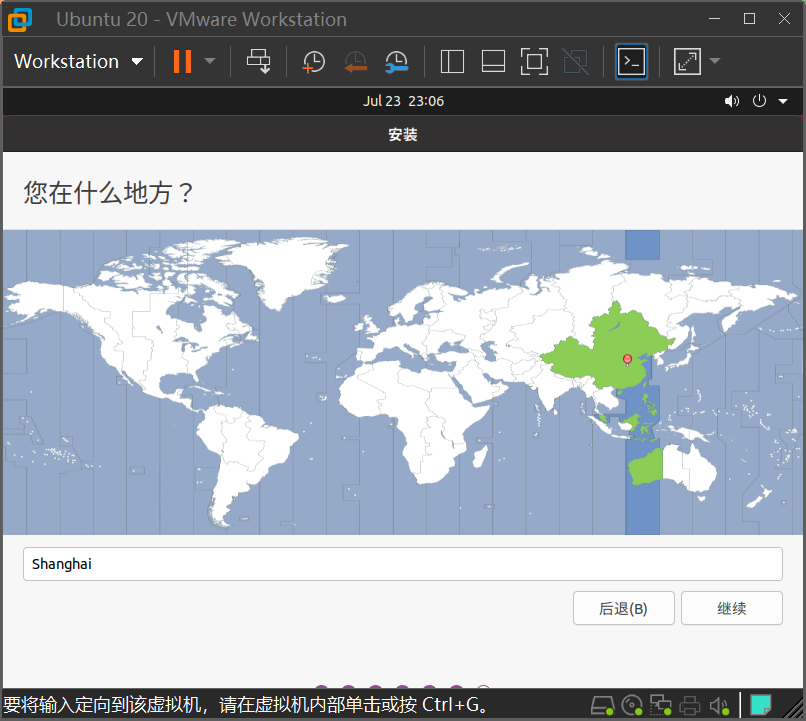 Ubuntu 20 - VMware Workstation
Workstation
Jul 23 23:06
安装
您在什么地方？
Shanghai
后退(B)
继续
要将输入定向到该虚拟机，请在虚拟机内部单击或按 Ctrl+G。